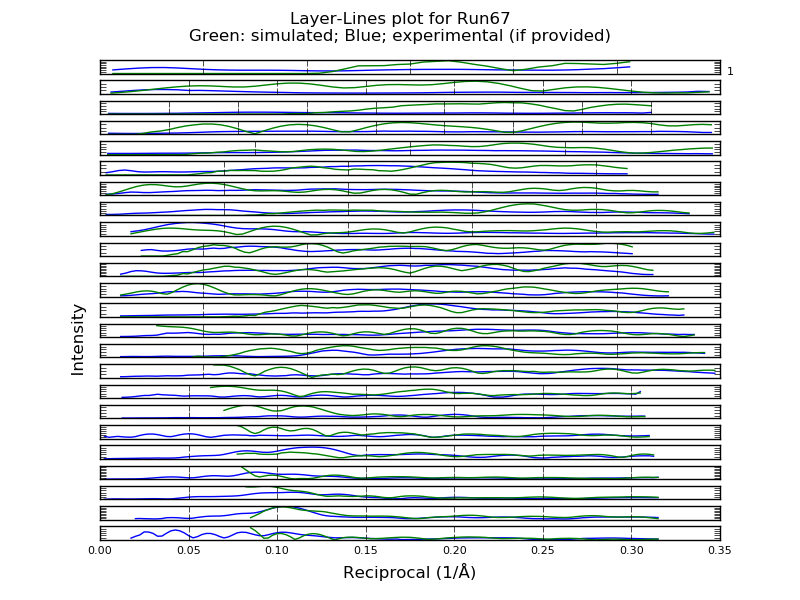 Layer-Lines plot for Run67
Green: simulated; Blue; experimental (if provided)
1
Intensity
0.00 0.05 0.10 0.15 0.20 0.25 0.30 0.35
Reciprocal (1/Å)